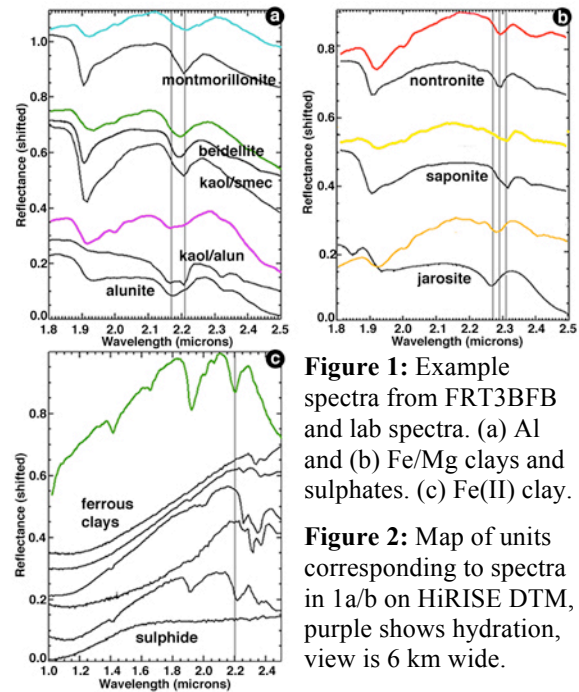 a
Reflectance (shifted)
1.0
0.8
0.6
0.4
0.2
0.0
montmorillonite
beidellite
kaol/smec
kaol/alun
alunite
1.8 1.9 2.0 2.1 2.2 2.3 2.4 2.5
Wavelength (microns)
b
Reflectance (shifted)
0.8
0.6
0.4
0.2
0.0
nontronite
saponite
jarosite
1.8 1.9 2.0 2.1 2.2 2.3 2.4 2.5
Wavelength (microns)
c
Reflectance (shifted)
0.8
0.6
0.4
0.2
0.0
ferrous
clays
sulphide
1.0 1.2 1.4 1.6 1.8 2.0 2.2 2.4
Wavelength (microns)
Figure 1: Example
spectra from FRT3BFB
and lab spectra. (a) Al
and (b) Fe/Mg clays and
sulphates. (c) Fe(II) clay.
Figure 2: Map of units
corresponding to spectra
in 1a/b on HiRISE DTM,
purple shows hydration,
view is 6 km wide.